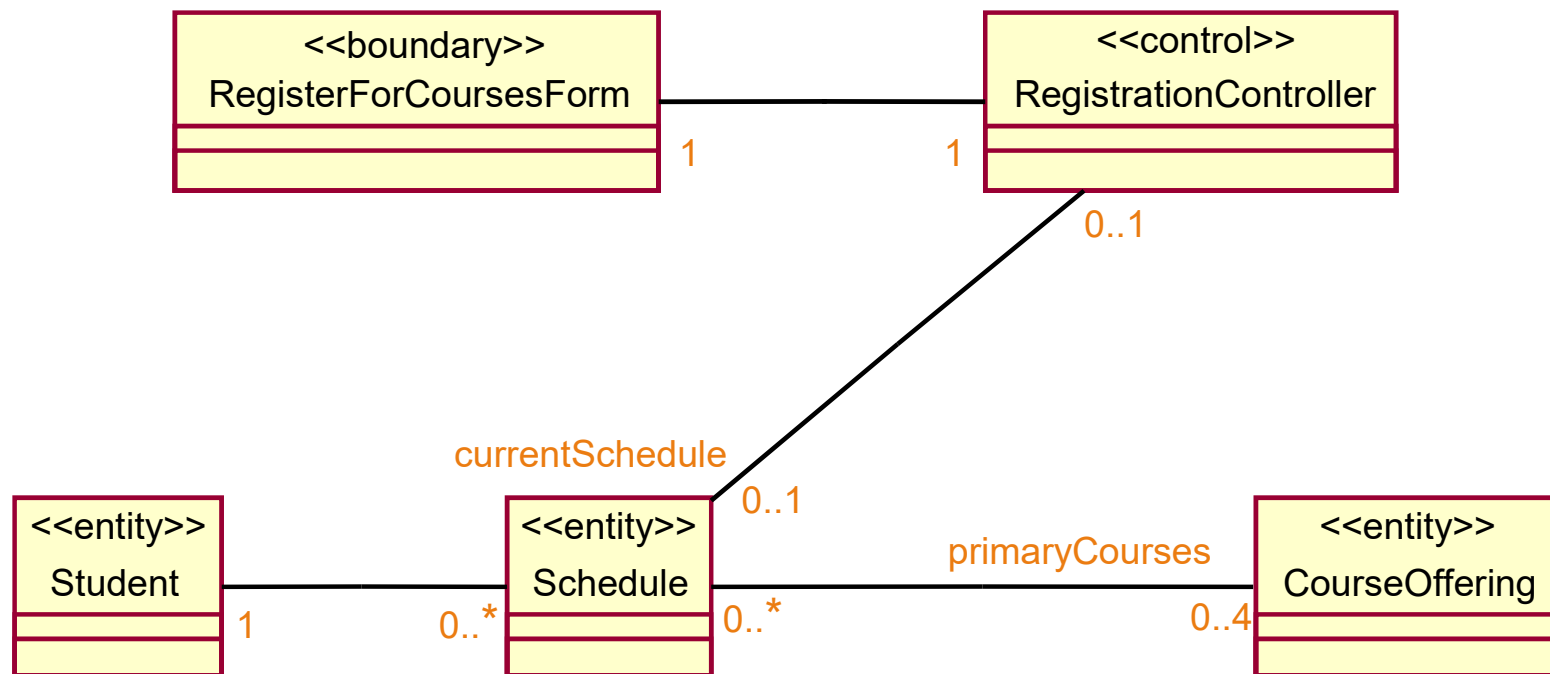 <<boundary>>
RegisterForCoursesForm
<<control>>
RegistrationController
1
1
0..1
currentSchedule
0..1
<<entity>>
Student
<<entity>>
Schedule
primaryCourses
<<entity>>
CourseOffering
1
0..*
0..*
0..4